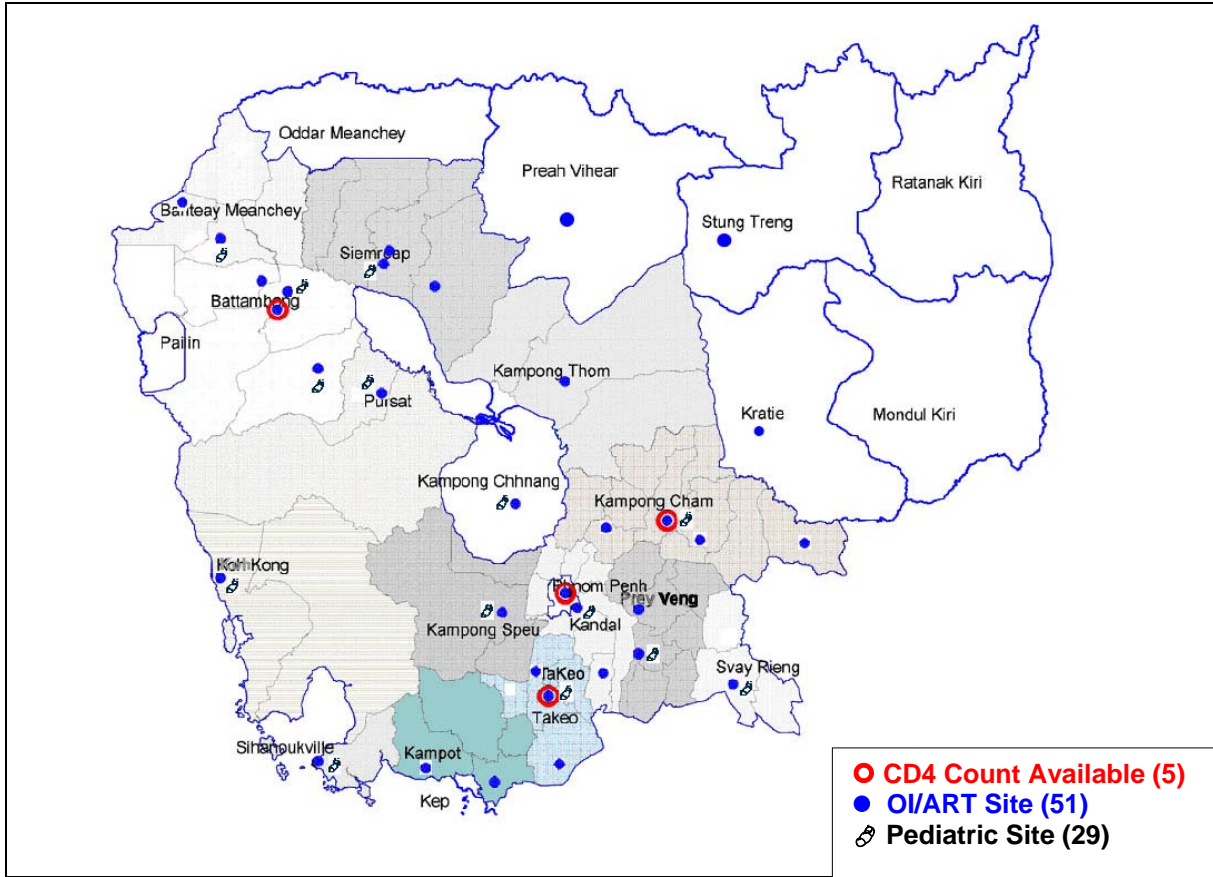 Oddar Meanchey
Preah Vihear
Ratanak Kiri
Stung Treng
Banteay Meanchey
Siemreap
Battambang
Pailin
Kampong Thom
Pursat
Kratie
Mondul Kiri
Kampong Chhnang
Kampong Cham
Koh Kong
Phnom Penh
Prey Veng
Kandal
Kampong Speu
TaKeo
Svay Rieng
Takeo
Sihanoukville
Kampot
Kep
CD4 Count Available (5)
OI/ART Site (51)
Pediatric Site (29)